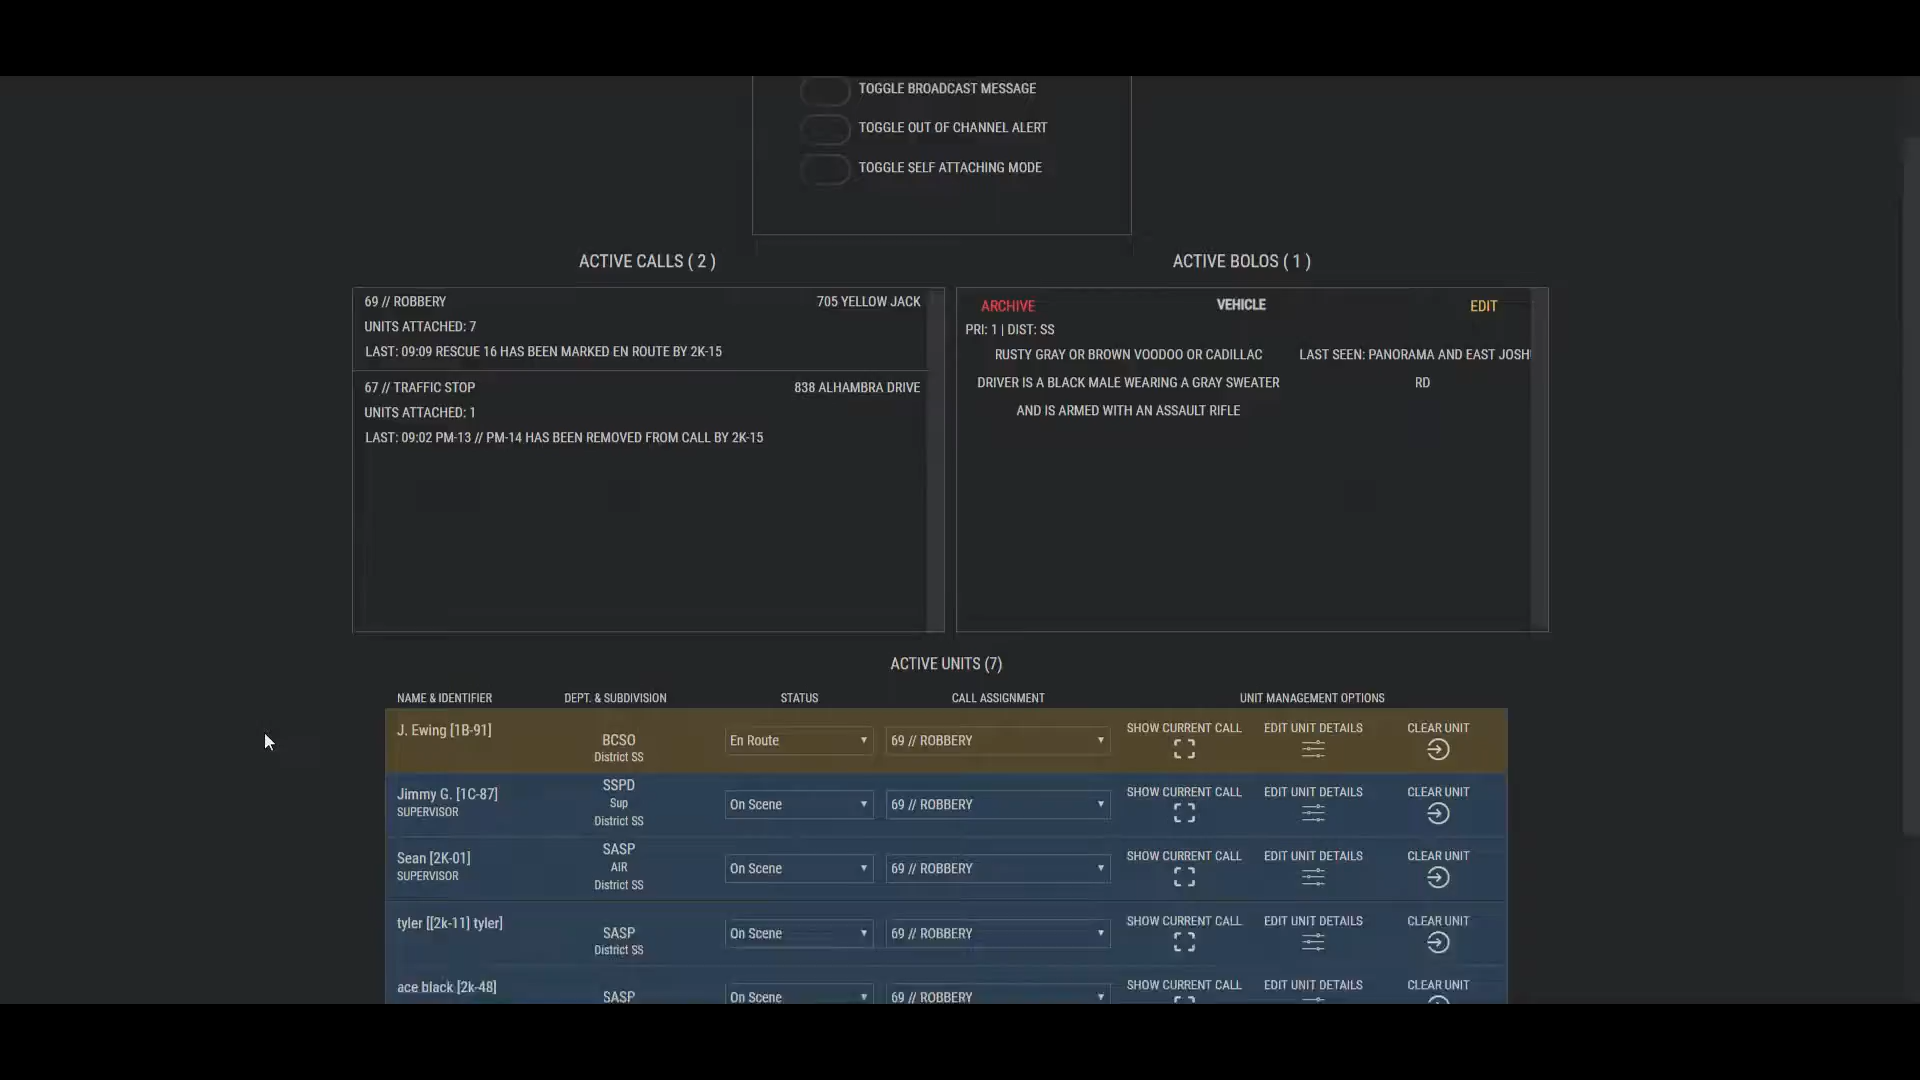 TOGGLE BROADCAST MESSAGE
TOGGLE OUT OF CHANNEL ALERT
TOGGLE SELF ATTACHING MODE
ACTIVE CALLS ( 2 )
69 // ROBBERY 705 YELLOW JACK
UNITS ATTACHED: 7
LAST: 09:09 RESCUE 16 HAS BEEN MARKED EN ROUTE BY 2K-15
67 // TRAFFIC STOP 838 ALHAMBRA DRIVE
UNITS ATTACHED: 1
LAST: 09:02 PM-13 // PM-14 HAS BEEN REMOVED FROM CALL BY 2K-15
ACTIVE BOLOS ( 1 )
ARCHIVE VEHICLE EDIT
PRI: 1 | DIST: SS
RUSTY GRAY OR BROWN VOODOO OR CADILLAC
DRIVER IS A BLACK MALE WEARING A GRAY SWEATER
AND IS ARMED WITH AN ASSAULT RIFLE
LAST SEEN: PANORAMA AND EAST JOSH
RD
ACTIVE UNITS (7)
NAME & IDENTIFIER DEPT. & SUBDIVISION STATUS CALL ASSIGNMENT UNIT MANAGEMENT OPTIONS
J. Ewing [1B-91]
BCSO
District SS
En Route
69 // ROBBERY
SHOW CURRENT CALL EDIT UNIT DETAILS CLEAR UNIT
Jimmy G. [1C-87]
SUPERVISOR
SSPD
Sup
District SS
On Scene
69 // ROBBERY
SHOW CURRENT CALL EDIT UNIT DETAILS CLEAR UNIT
Sean [2K-01]
SUPERVISOR
SASP
AIR
District SS
On Scene
69 // ROBBERY
SHOW CURRENT CALL EDIT UNIT DETAILS CLEAR UNIT
tyler [[2k-11] tyler]
SASP
District SS
On Scene
69 // ROBBERY
SHOW CURRENT CALL EDIT UNIT DETAILS CLEAR UNIT
ace black [2k-48]
SASP
On Scene
69 // ROBBERY
SHOW CURRENT CALL EDIT UNIT DETAILS CLEAR UNIT